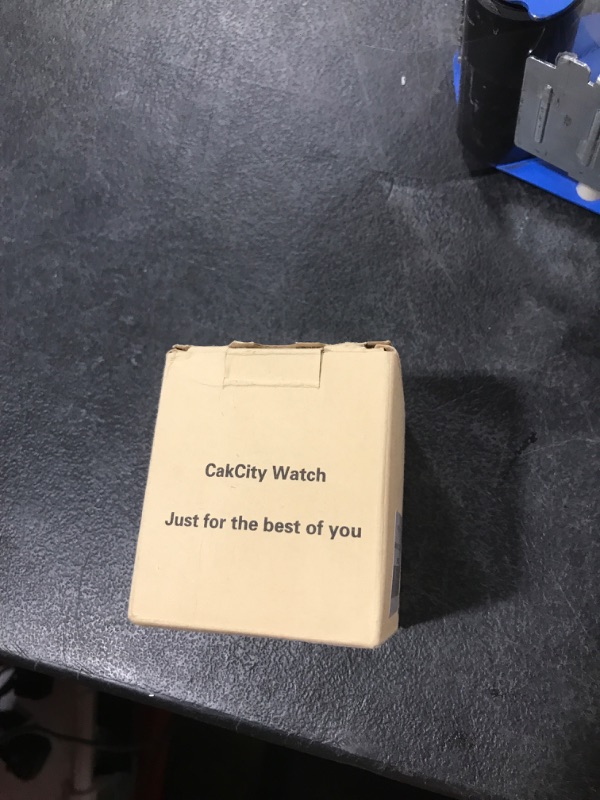 CakCity Watch
Just for the best of you